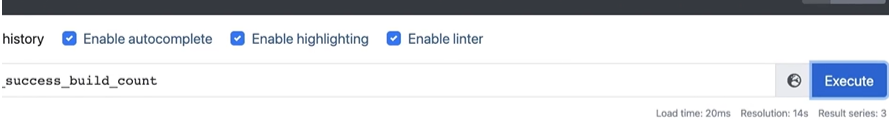 history Enable autocomplete Enable highlighting Enable linter
_success_build_count Execute
Load time: 20ms Resolution: 14s Result series: 3